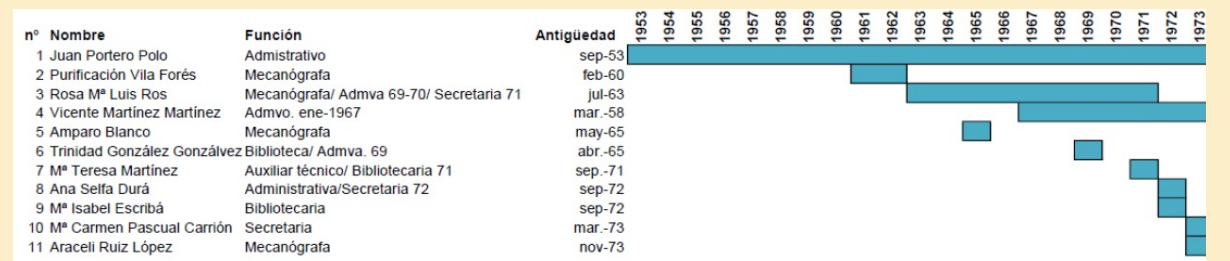 nº Nombre Función Antigüedad 1953 1954 1955 1956 1957 1958 1959 1960 1961 1962 1963 1964 1965 1966 1967 1968 1969 1970 1971 1972 1973
1 Juan Portero Polo Admistrativo sep-53
2 Purificación Vila Forés Mecanógrafa feb-60
3 Rosa Mª Luis Ros Mecanógrafa/ Admva 69-70/ Secretaria 71 jul-63
4 Vicente Martínez Martínez Admvo. ene-1967 mar.-58
5 Amparo Blanco Mecanógrafa may-65
6 Trinidad González Gonzálvez Biblioteca/ Admva. 69 abr.-65
7 Mª Teresa Martínez Auxiliar técnico/ Bibliotecaria 71 sep.-71
8 Ana Selfa Durá Administrativa/Secretaria 72 sep-72
9 Mª Isabel Escribá Bibliotecaria sep-72
10 Mª Carmen Pascual Carrión Secretaria mar.-73
11 Araceli Ruiz López Mecanógrafa nov-73